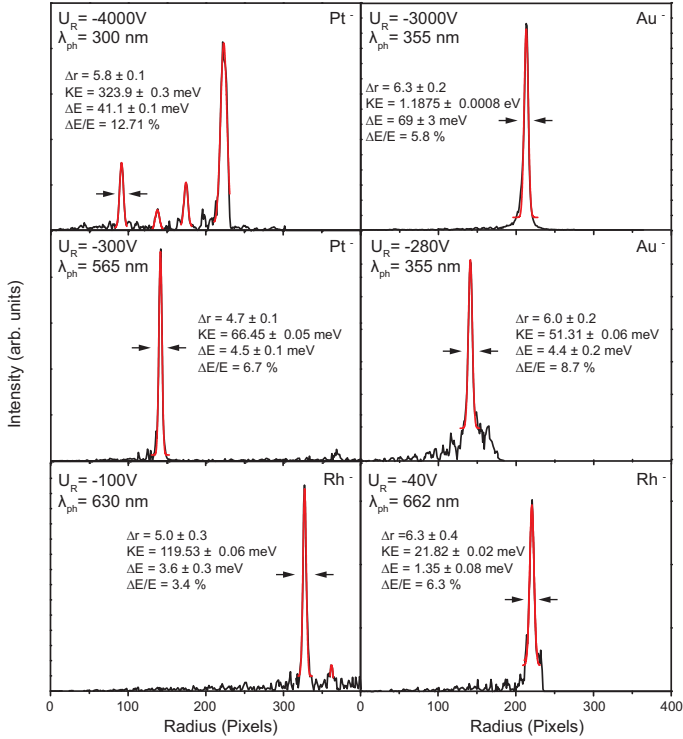 U_R = -4000V
Pt -
λ_ph = 300 nm
Δr = 5.8 ± 0.1
KE = 323.9 ± 0.3 meV
ΔE = 41.1 ± 0.1 meV
ΔE/E = 12.71 %
U_R = -3000V
Au -
λ_ph = 355 nm
Δr = 6.3 ± 0.2
KE = 1.1875 ± 0.0008 eV
ΔE = 69 ± 3 meV
ΔE/E = 5.8 %
U_R = -300V
Pt -
λ_ph = 565 nm
Δr = 4.7 ± 0.1
KE = 66.45 ± 0.05 meV
ΔE = 4.5 ± 0.1 meV
ΔE/E = 6.7 %
U_R = -280V
Au -
λ_ph = 355 nm
Δr = 6.0 ± 0.2
KE = 51.31 ± 0.06 meV
ΔE = 4.4 ± 0.2 meV
ΔE/E = 8.7 %
U_R = -100V
Rh -
λ_ph = 630 nm
Δr = 5.0 ± 0.3
KE = 119.53 ± 0.06 meV
ΔE = 3.6 ± 0.3 meV
ΔE/E = 3.4 %
U_R = -40V
Rh -
λ_ph = 662 nm
Δr =6.3 ± 0.4
KE = 21.82 ± 0.02 meV
ΔE = 1.35 ± 0.08 meV
ΔE/E = 6.3 %
Intensity (arb. units)
0 100 200 300 0 100 200 300 400
Radius (Pixels) Radius (Pixels)